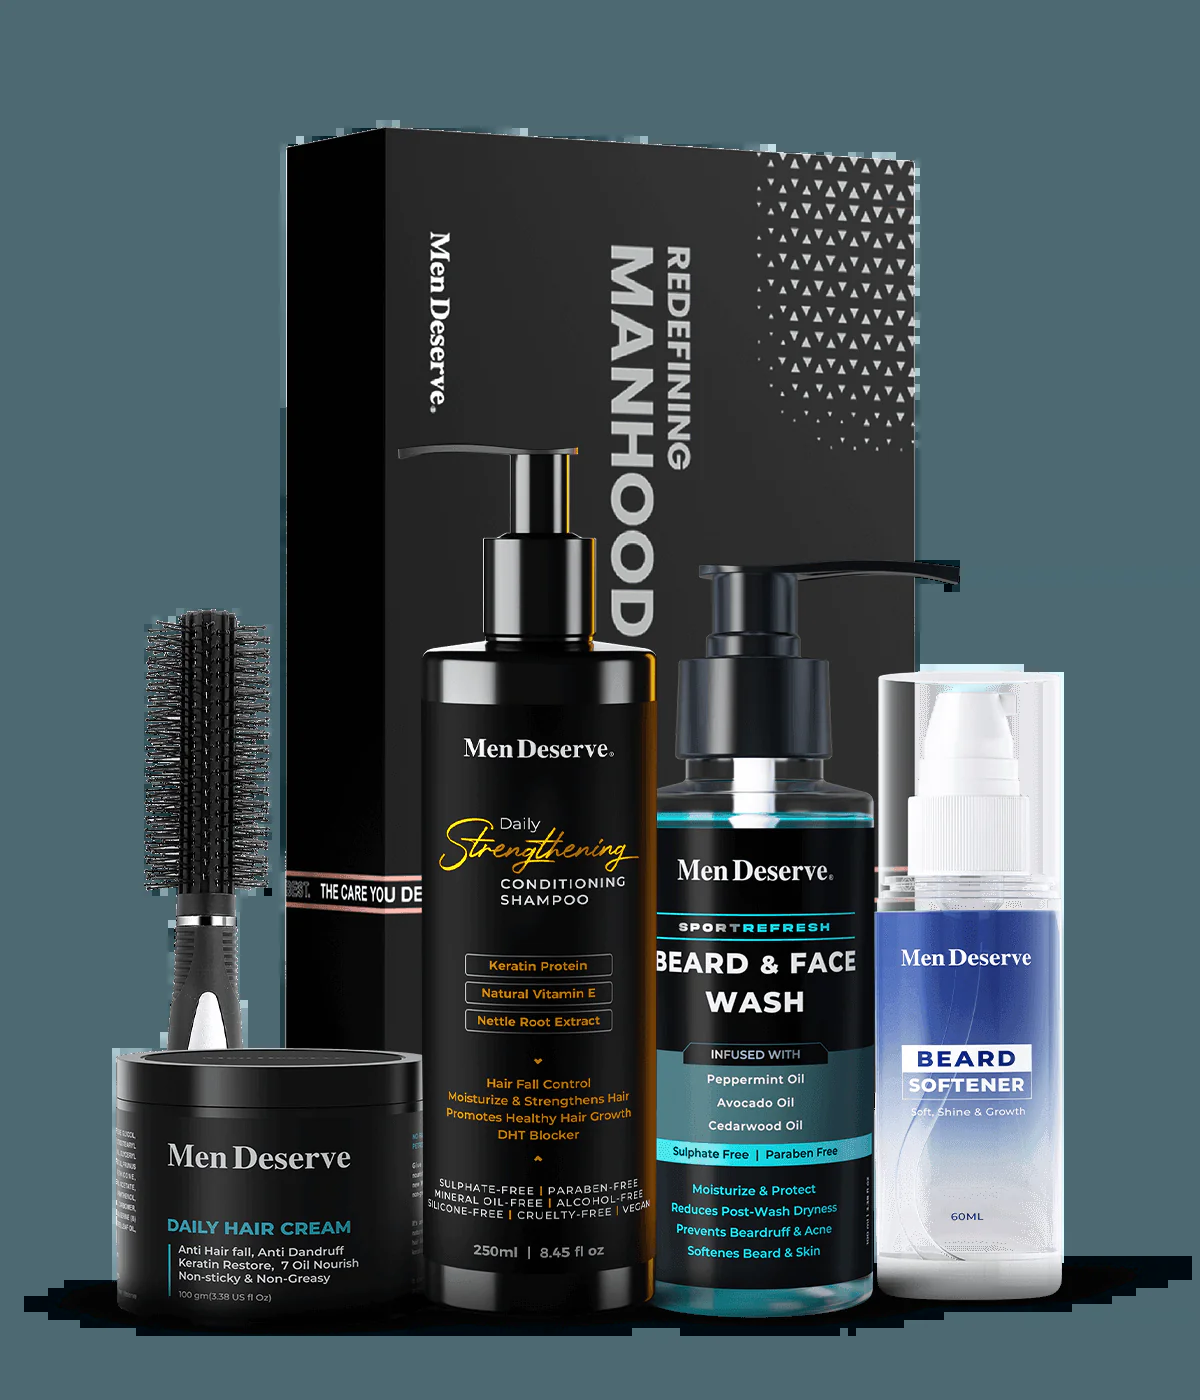 Men Deserve®
REDEFINING
MANHOOD
THE CARE YOU DE
Men Deserve®
Daily
Strengthening
CONDITIONING
SHAMPOO
Keratin Protein
Natural Vitamin E
Nettle Root Extract
Hair Fall Control
Moisturize & Strengthens Hair
Promotes Healthy Hair Growth
DHT Blocker
SULPHATE-FREE | PARABEN-FREE
MINERAL OIL-FREE | ALCOHOL-FREE
SILICONE-FREE | CRUELTY-FREE | VEGAN
250ml | 8.45 fl oz
Men Deserve®
SPORTREFRESH
BEARD & FACE
WASH
INFUSED WITH
Peppermint Oil
Avocado Oil
Cedarwood Oil
Sulphate Free | Paraben Free
Moisturize & Protect
Reduces Post-Wash Dryness
Prevents Beardruff & Acne
Softenes Beard & Skin
Men Deserve
BEARD
SOFTENER
Soft, Shine & Growth
60ML
MEN DESERVE
Men Deserve
DAILY HAIR CREAM
Anti Hair fall, Anti Dandruff
Keratin Restore, 7 Oil Nourish
Non-sticky & Non-Greasy
100 gm(3.38 US fl Oz)